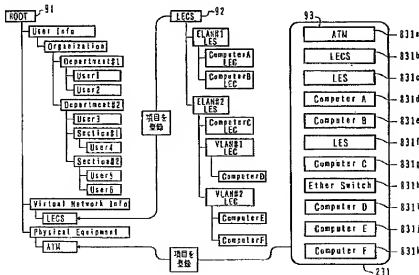 ROOT
91
User Info
Organization
Department#1
User1
User2
Department#2
User3
Section#1
User4
Section#2
User5
User6
Virtual Network Info
LECS
Physical Equipment
ATM
項目を
登録
LECS
92
ELAN#1
LES
ComputerA
LEC
ComputerB
LEC
ELAN#2
LES
ComputerC
LEC
VLAN#1
LEC
ComputerD
VLAN#2
LEC
ComputerE
ComputerF
項目を
登録
93
ATM 831a
LECS 831b
LES 831c
Computer A 831d
Computer B 831e
LES 831f
Computer C 831g
Ether Switch 831h
Computer D 831i
Computer E 831j
Computer F 831k
231